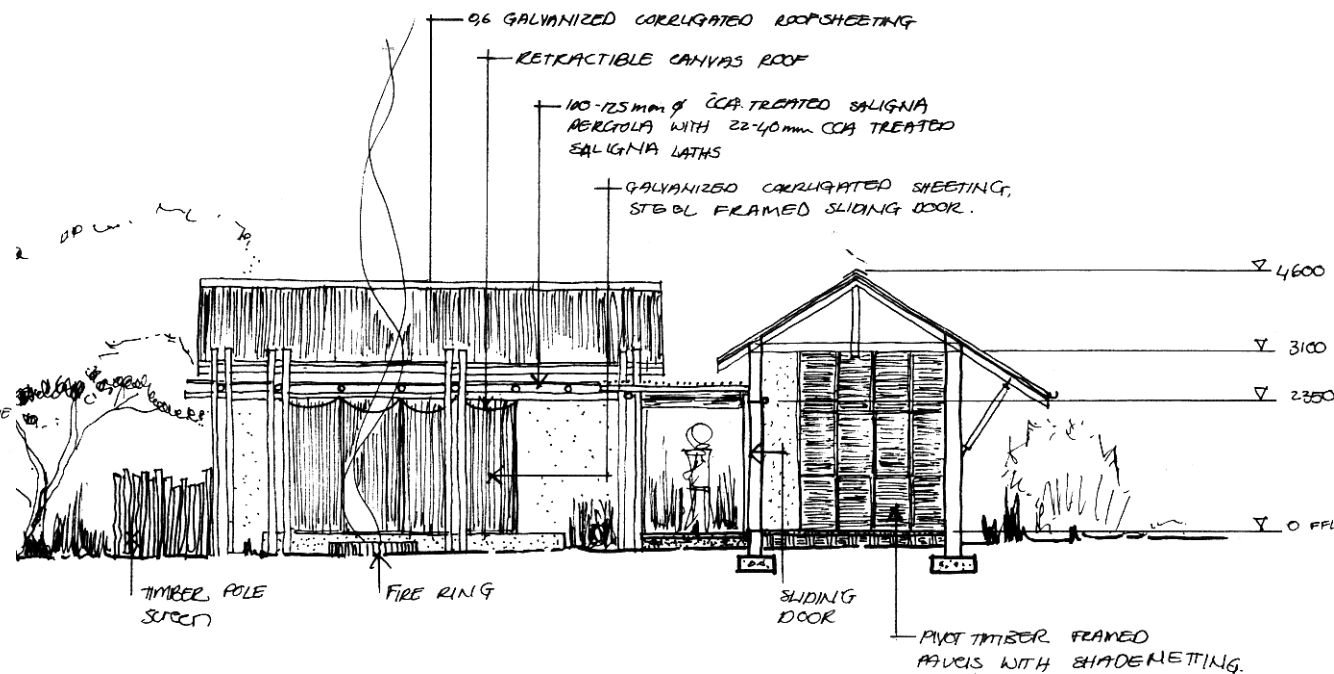 0,6 GALVANIZED CORRUGATED ROOFSHEETING
RETRACTIBLE CANVAS ROOF
100-125mm ∅ CCA TREATED SALIGNA
PERGOLA WITH 22-40mm CCA TREATED
SALIGNA LATHS
GALVANIZED CORRUGATED SHEETING,
STEEL FRAMED SLIDING DOOR.
4600
3100
2350
0 FFL
TIMBER POLE
SCREEN
FIRE RING
SLIDING
DOOR
PIVOT TIMBER FRAMED
PANELS WITH SHADENETTING.